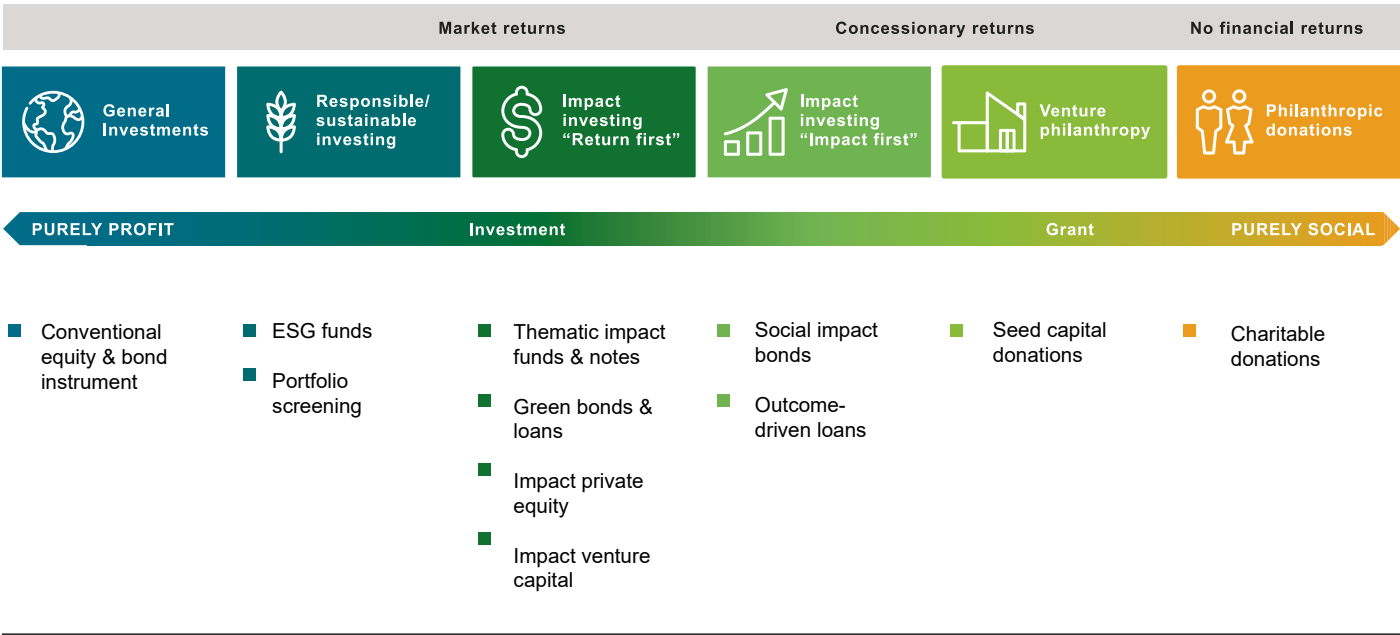 Market returns
Concessionary returns
No financial returns
General
Investments
Responsible/
sustainable
investing
Impact
investing
“Return first”
Impact
investing
“Impact first”
Venture
philanthropy
Philanthropic
donations
PURELY PROFIT
Investment
Grant
PURELY SOCIAL
Conventional
equity & bond
instrument
ESG funds
Portfolio
screening
Thematic impact
funds & notes
Green bonds &
loans
Impact private
equity
Impact venture
capital
Social impact
bonds
Outcome-
driven loans
Seed capital
donations
Charitable
donations